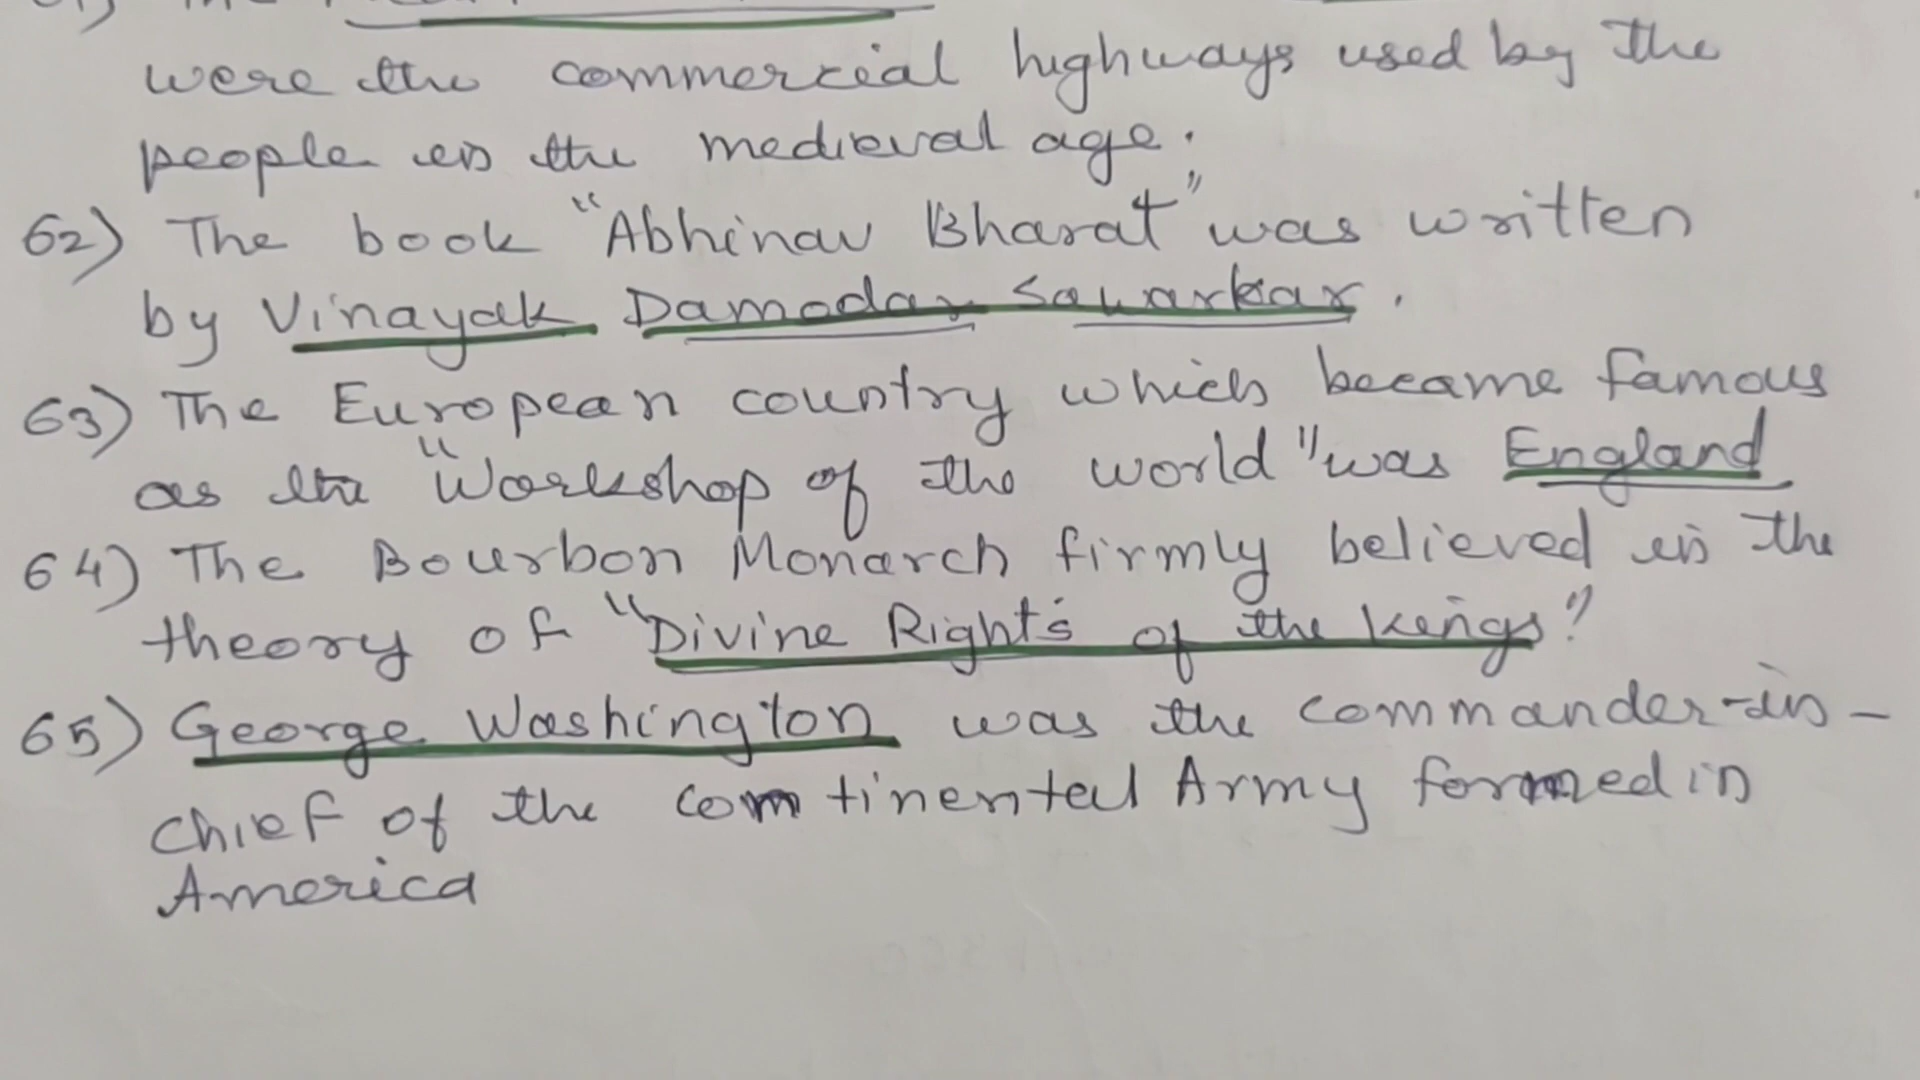 were the commercial highways used by the
people in the medieval age.
62) The book "Abhinav Bharat" was written
by Vinayak Damodar Savarkar.
63) The European country which became famous
as the "Workshop of the world" was England
64) The Bourbon Monarch firmly believed in the
theory of "Divine Rights of the Kings"
65) George Washington was the commander-in-
chief of the continental Army formed in
America